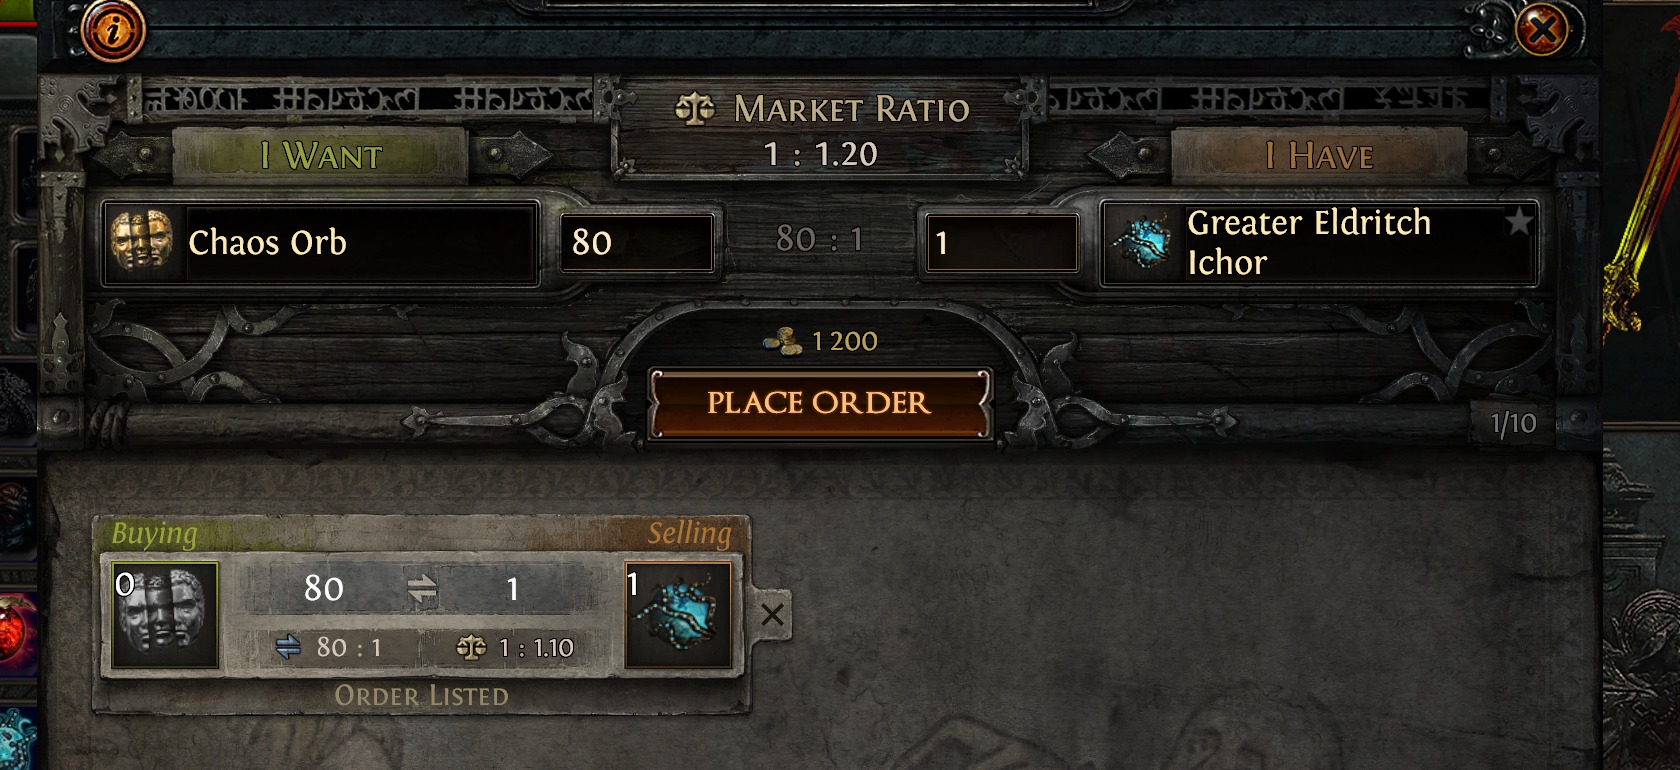 MARKET RATIO
1 : 1.20
I WANT
I HAVE
Chaos Orb
80
80 : 1
1
Greater Eldritch
Ichor
1 200
PLACE ORDER
1/10
Buying
Selling
0
80
1
1
80 : 1
1 : 1.10
ORDER LISTED